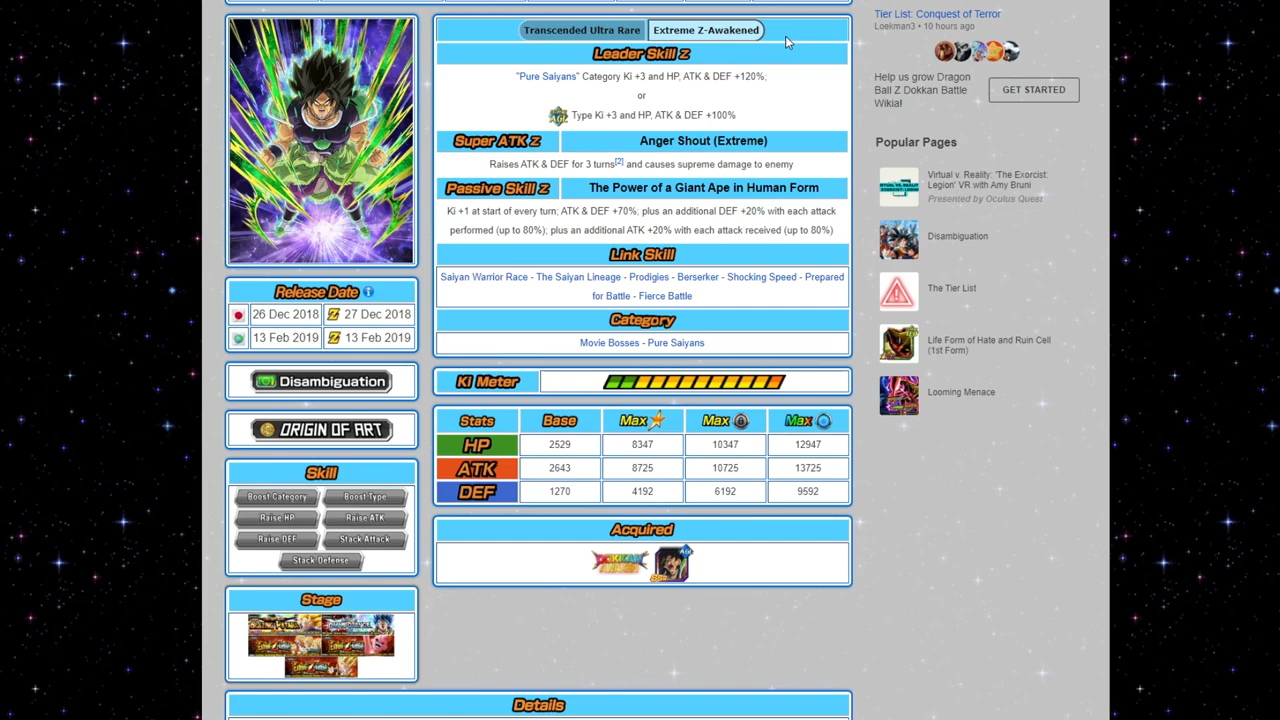 Transcended Ultra Rare
Extreme Z-Awakened
Leader Skill Z
"Pure Saiyans" Category Ki +3 and HP, ATK & DEF +120%;
or
Type Ki +3 and HP, ATK & DEF +100%
Super ATK Z
Anger Shout (Extreme)
Raises ATK & DEF for 3 turns[2] and causes supreme damage to enemy
Passive Skill Z
The Power of a Giant Ape in Human Form
Ki +1 at start of every turn; ATK & DEF +70%; plus an additional DEF +20% with each attack
performed (up to 80%); plus an additional ATK +20% with each attack received (up to 80%)
Link Skill
Saiyan Warrior Race - The Saiyan Lineage - Prodigies - Berserker - Shocking Speed - Prepared
for Battle - Fierce Battle
Category
Movie Bosses - Pure Saiyans
Release Date
26 Dec 2018
Z 27 Dec 2018
13 Feb 2019
Z 13 Feb 2019
Disambiguation
ORIGIN OF ART
Skill
Boost Category
Boost Type
Raise HP
Raise ATK
Raise DEF
Stack Attack
Stack Defense
Stage
Ki Meter
Stats
Base
Max
Max
Max
HP
2529
8347
10347
12947
ATK
2643
8725
10725
13725
DEF
1270
4192
6192
9592
Acquired
Details
Tier List: Conquest of Terror
Loekman3 • 10 hours ago
Help us grow Dragon
Ball Z Dokkan Battle
Wikia!
GET STARTED
Popular Pages
Virtual v. Reality: 'The Exorcist:
Legion' VR with Amy Bruni
Presented by Oculus Quest
Disambiguation
The Tier List
Life Form of Hate and Ruin Cell
(1st Form)
Looming Menace